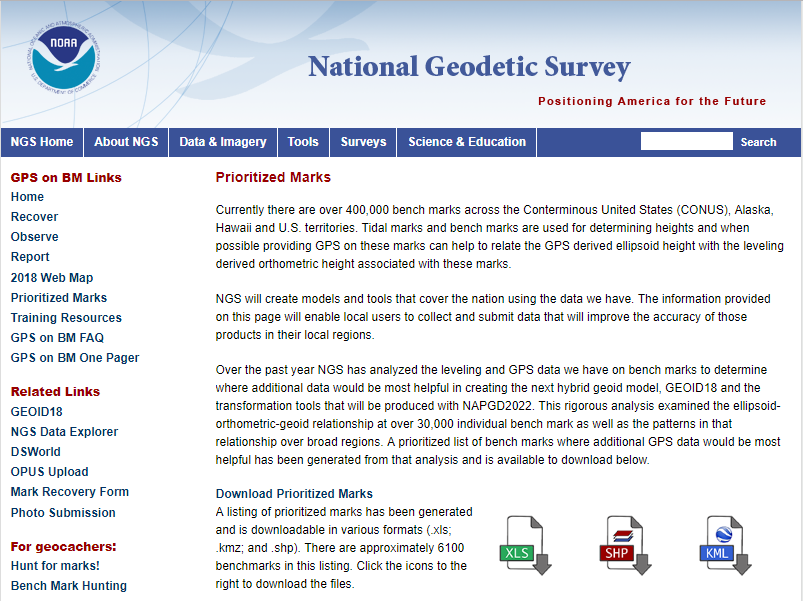 NATIONAL OCEANIC AND ATMOSPHERIC ADMINISTRATION
NOAA
U.S. DEPARTMENT OF COMMERCE
National Geodetic Survey
Positioning America for the Future
NGS Home
About NGS
Data & Imagery
Tools
Surveys
Science & Education
Search
GPS on BM Links
Home
Recover
Observe
Report
2018 Web Map
Prioritized Marks
Training Resources
GPS on BM FAQ
GPS on BM One Pager
Related Links
GEOID18
NGS Data Explorer
DSWorld
OPUS Upload
Mark Recovery Form
Photo Submission
For geocachers:
Hunt for marks!
Bench Mark Hunting
Prioritized Marks
Currently there are over 400,000 bench marks across the Conterminous United States (CONUS), Alaska,
Hawaii and U.S. territories. Tidal marks and bench marks are used for determining heights and when
possible providing GPS on these marks can help to relate the GPS derived ellipsoid height with the leveling
derived orthometric height associated with these marks.
NGS will create models and tools that cover the nation using the data we have. The information provided
on this page will enable local users to collect and submit data that will improve the accuracy of those
products in their local regions.
Over the past year NGS has analyzed the leveling and GPS data we have on bench marks to determine
where additional data would be most helpful in creating the next hybrid geoid model, GEOID18 and the
transformation tools that will be produced with NAPGD2022. This rigorous analysis examined the ellipsoid-
orthometric-geoid relationship at over 30,000 individual bench mark as well as the patterns in that
relationship over broad regions. A prioritized list of bench marks where additional GPS data would be most
helpful has been generated from that analysis and is available to download below.
Download Prioritized Marks
A listing of prioritized marks has been generated
and is downloadable in various formats (.xls;
.kmz; and .shp). There are approximately 6100
benchmarks in this listing. Click the icons to the
right to download the files.
XLS
SHP
KML